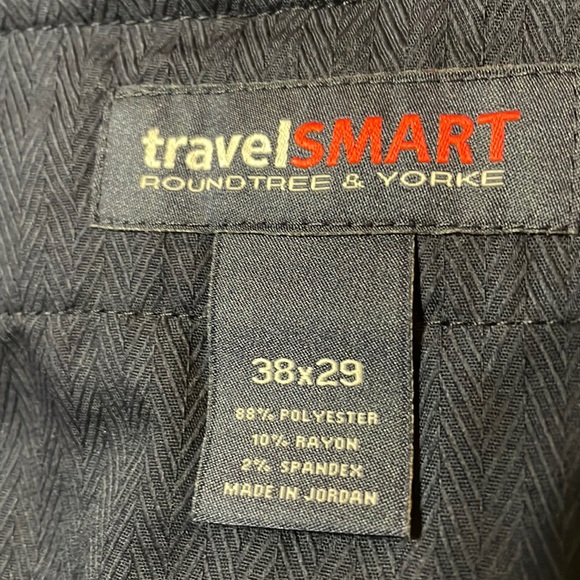 travelSMART
ROUNDTREE & YORKE
38x29
88% POLYESTER
10% RAYON
2% SPANDEX
MADE IN JORDAN